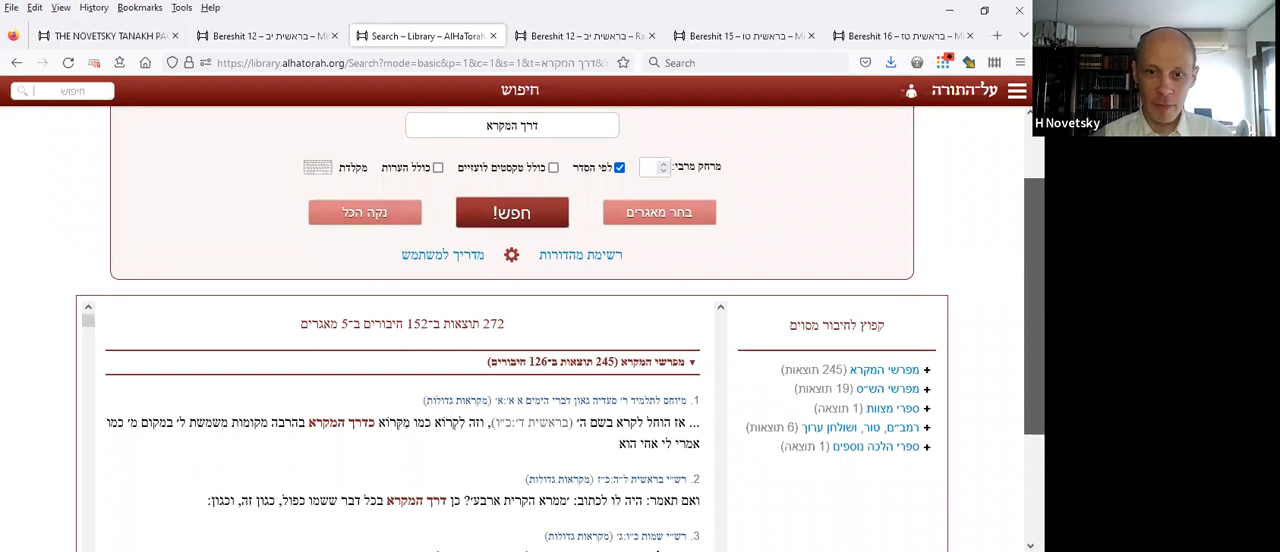 File Edit View History Bookmarks Tools Help
THE NOVETSKY TANAKH PAG
Bereshit 12 – בראשית יב – Mi
Search – Library – AlHaTorah.
Bereshit 12 – בראשית יב – Ra
Bereshit 15 – בראשית טו – Mi
Bereshit 16 – בראשית טז – Mi
https://library.alhatorah.org/Search?mode=basic&p=1&c=1&s=1&t=דרך המקרא&
Search
H Novetsky
חיפוש
חיפוש
על־התורה
דרך המקרא
מרחק מרבי:
לפי הסדר
כולל טקסטים לועזיים
כולל הערות
מקלדת
בחר מאגרים
חפש!
נקה הכל
רשימת מהדורות
מדריך למשתמש
קפוץ לחיבור מסוים
מפרשי המקרא (245 תוצאות)
מפרשי הש״ס (19 תוצאות)
ספרי מצוות (1 תוצאה)
רמב״ם, טור, ושולחן ערוך (6 תוצאות)
ספרי הלכה נוספים (1 תוצאה)
272 תוצאות ב־152 חיבורים ב־5 מאגרים
מפרשי המקרא (245 תוצאות ב־126 חיבורים)
1. מיוחס לתלמיד ר׳ סעדיה גאון דברי הימים א א׳:א׳ (מקראות גדולות)
... אז הוחל לקרא בשם ה׳ (בראשית ד׳:כ״ו), וזה לִקְרוֹא כמו מִקְּרוֹא כדרך המקרא בהרבה מקומות משמשת ל׳ במקום מ׳ כמו
אמרי לי אחי הוא
2. רש״י בראשית ל״ה:כ״ז (מקראות גדולות)
ואם תאמר: היה לו לכתוב: ׳ממרא הקרית ארבע׳? כן דרך המקרא בכל דבר ששמו כפול, כגון זה, וכגון:
3. רש״י שמות כ״ו:ג׳ (מקראות גדולות)